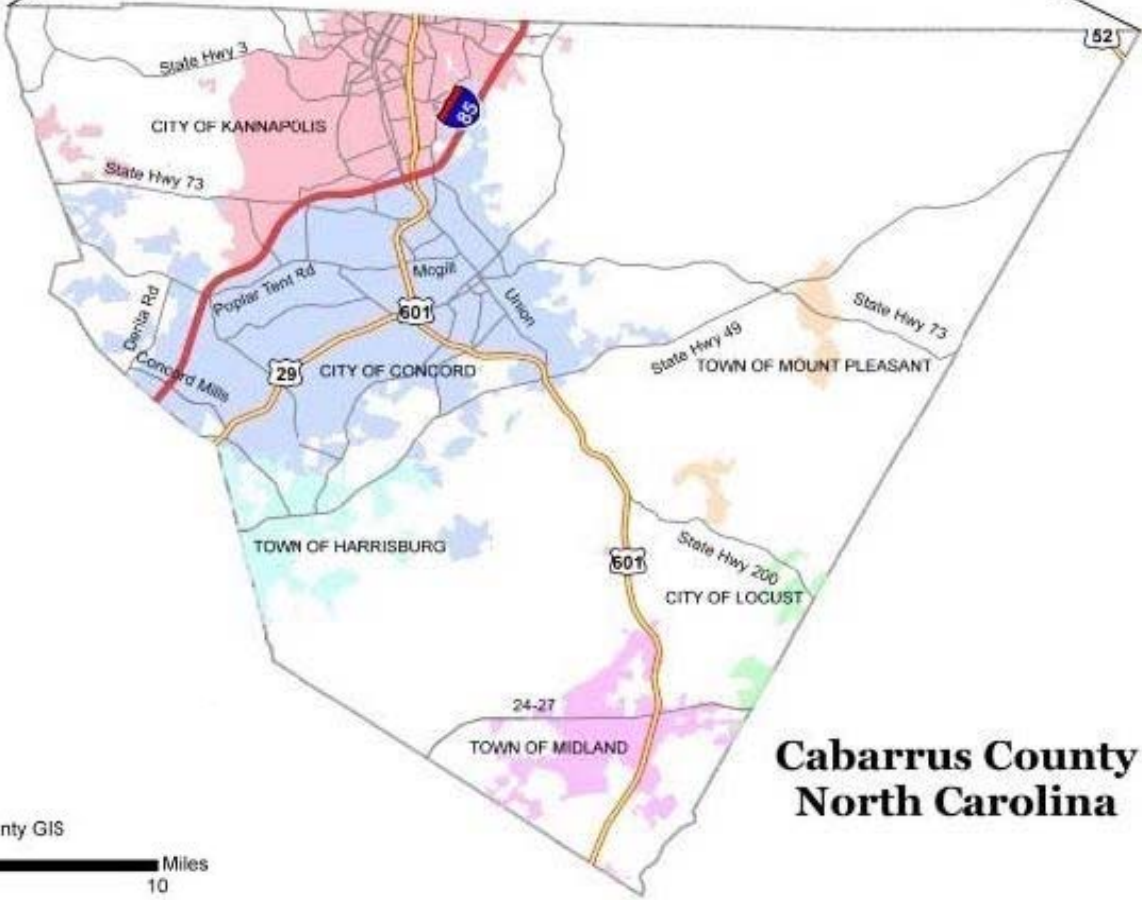 52
State Hwy 3
85
CITY OF KANNAPOLIS
State Hwy 73
Poplar Tent Rd
Mcgill
Union
Derita Rd
601
State Hwy 73
State Hwy 49
Concord Mills
29
CITY OF CONCORD
TOWN OF MOUNT PLEASANT
TOWN OF HARRISBURG
601
State Hwy 200
CITY OF LOCUST
24-27
TOWN OF MIDLAND
Cabarrus County
North Carolina
nty GIS
Miles
10